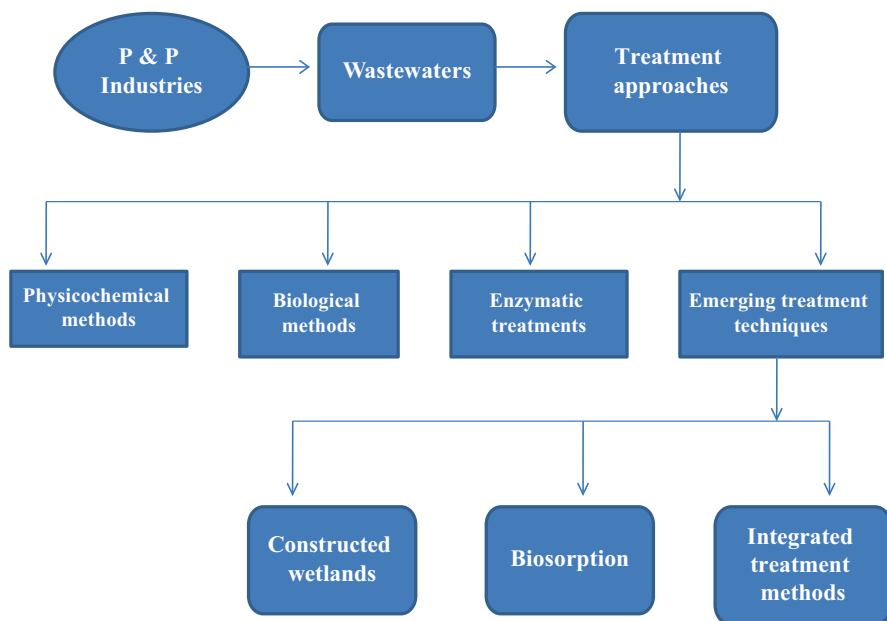 P & P
Industries
Wastewaters
Treatment
approaches
Physicochemical
methods
Biological
methods
Enzymatic
treatments
Emerging treatment
techniques
Constructed
wetlands
Biosorption
Integrated
treatment
methods